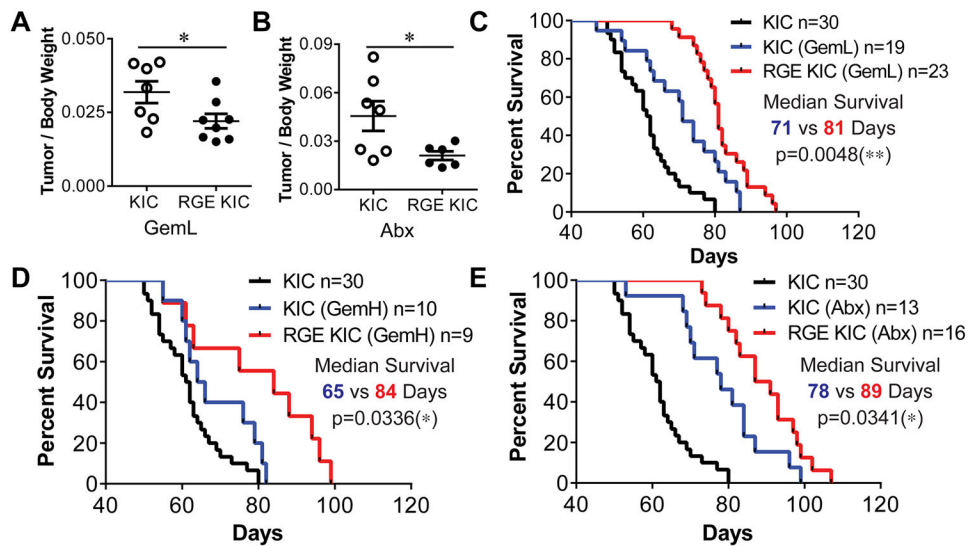 A
Tumor / Body Weight
0.050
0.025
0.000
*
KIC
RGE KIC
GemL
B
Tumor / Body Weight
0.09
0.06
0.03
0.00
*
KIC
RGE KIC
Abx
C
Percent Survival
100
80
60
40
20
0
40
60
80
100
120
Days
KIC n=30
KIC (GemL) n=19
RGE KIC (GemL) n=23
Median Survival
71 vs 81 Days
p=0.0048(**)
D
Percent Survival
100
80
60
40
20
0
40
60
80
100
120
Days
KIC n=30
KIC (GemH) n=10
RGE KIC (GemH) n=9
Median Survival
65 vs 84 Days
p=0.0336(*)
E
Percent Survival
100
80
60
40
20
0
40
60
80
100
120
Days
KIC n=30
KIC (Abx) n=13
RGE KIC (Abx) n=16
Median Survival
78 vs 89 Days
p=0.0341(*)